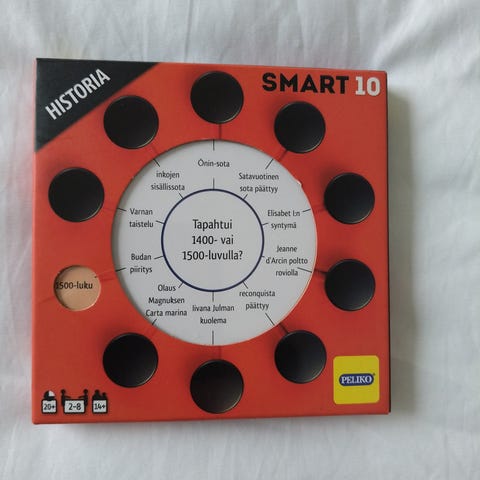 HISTORIA
SMART 10
Ōnin-sota
Satavuotinen
sota päättyy
Elisabet I:n
syntymä
Jeanne
d'Arcin poltto
roviolla
reconquista
päättyy
Iivana Julman
kuolema
Olaus
Magnuksen
Carta marina
Budan
piiritys
Varnan
taistelu
inkojen
sisällissota
Tapahtui
1400- vai
1500-luvulla?
1500-luku
20+
2-8
14+
PELIKO